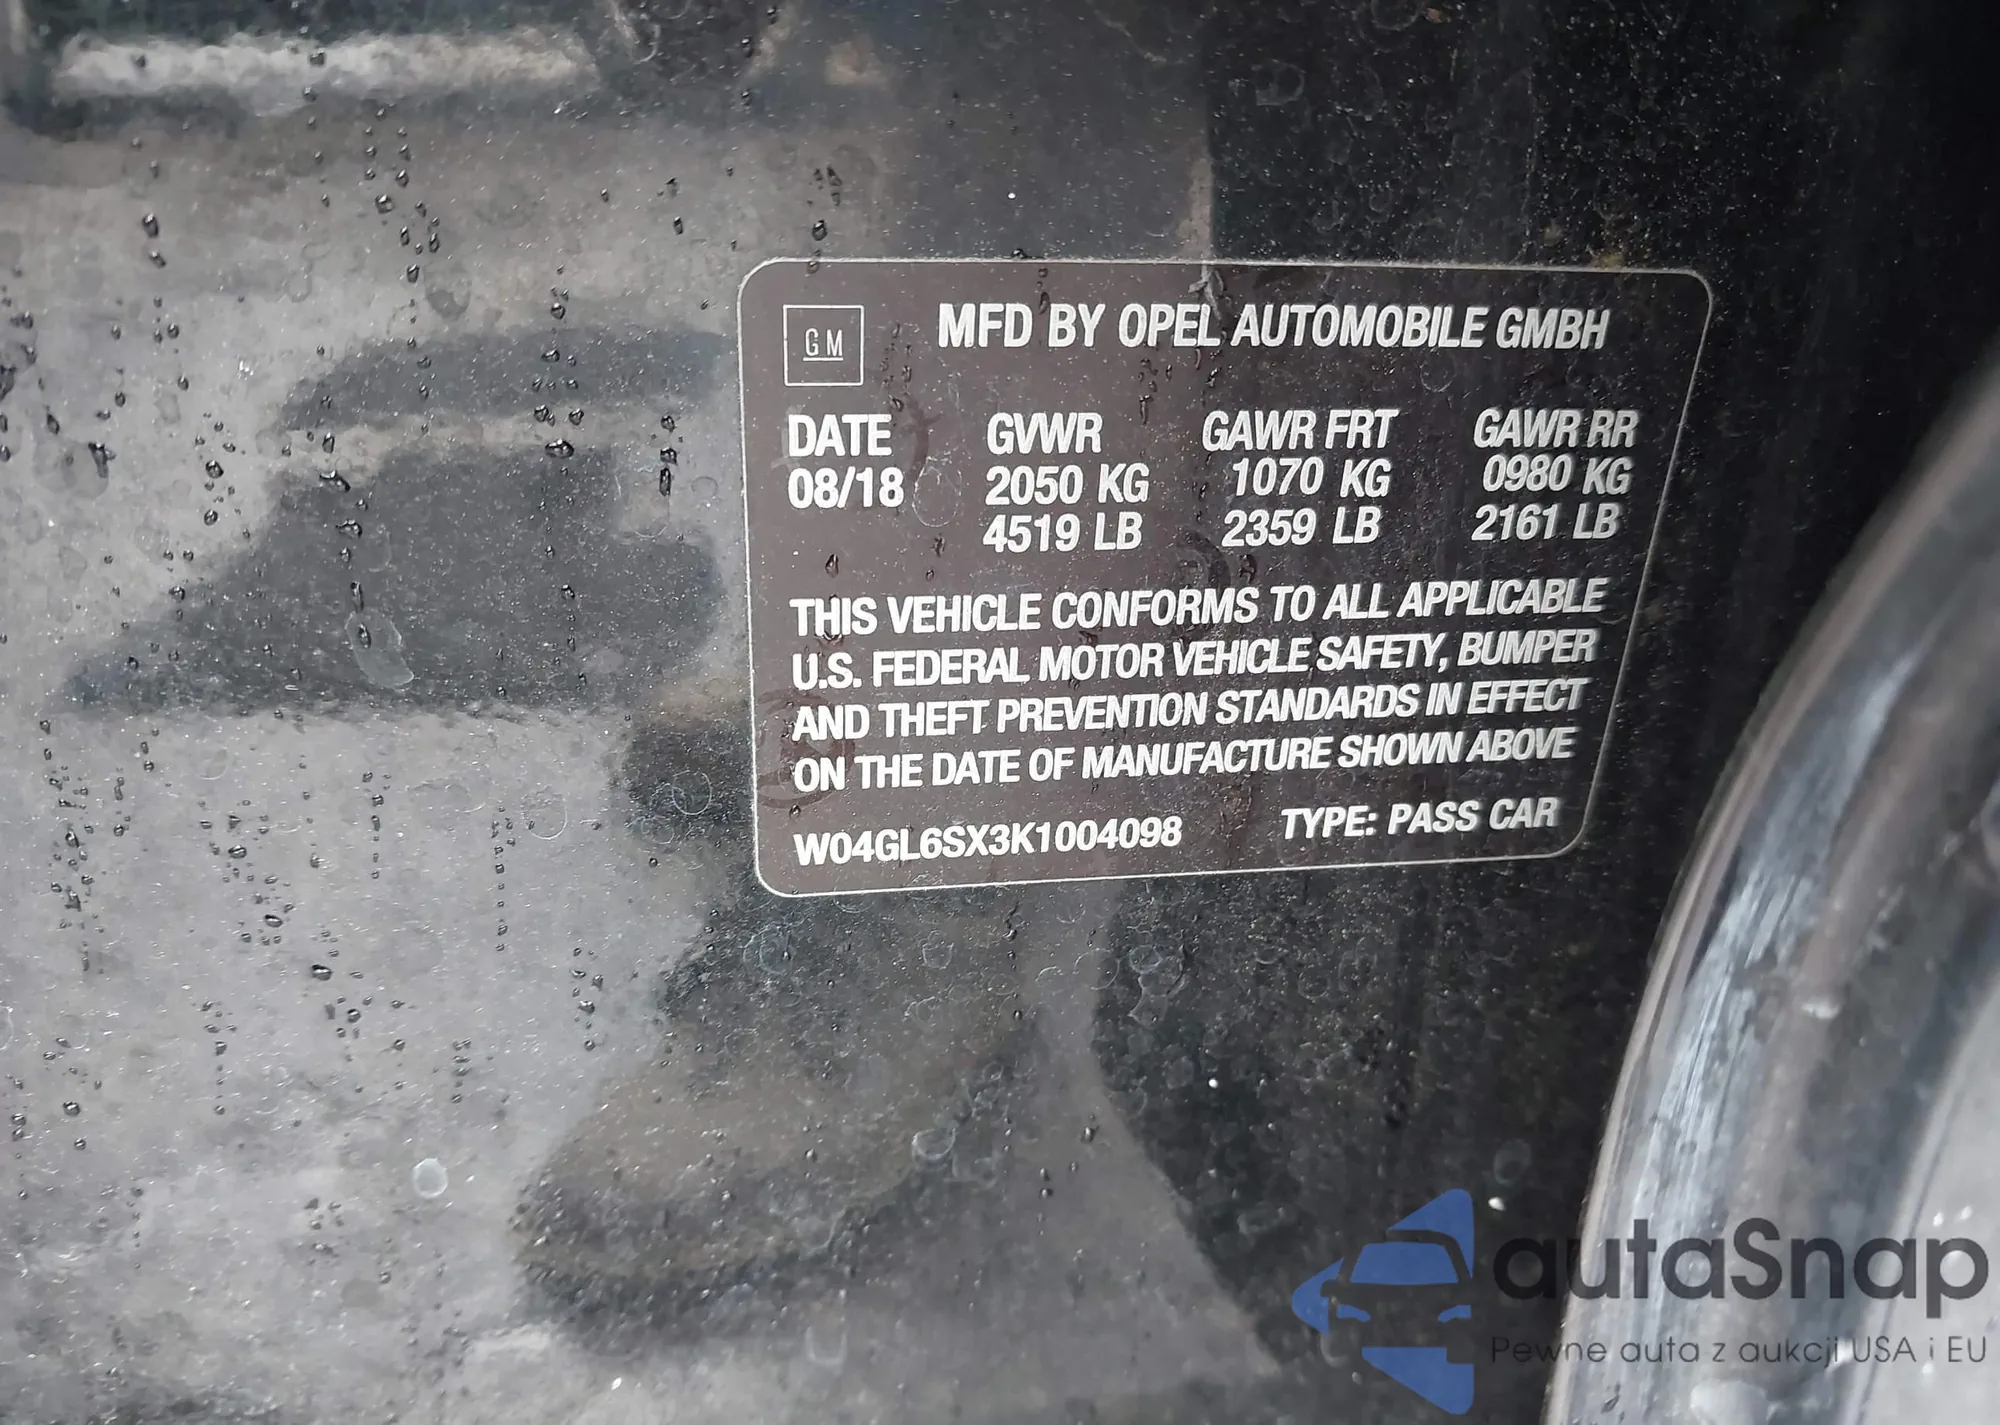 GM
MFD BY OPEL AUTOMOBILE GMBH
DATE GVWR GAWR FRT GAWR RR
08/18 2050 KG 1070 KG 0980 KG
4519 LB 2359 LB 2161 LB
THIS VEHICLE CONFORMS TO ALL APPLICABLE
U.S. FEDERAL MOTOR VEHICLE SAFETY, BUMPER
AND THEFT PREVENTION STANDARDS IN EFFECT
ON THE DATE OF MANUFACTURE SHOWN ABOVE
W04GL6SX3K1004098 TYPE: PASS CAR
autaSnap
Pewne auta z aukcji USA i EU